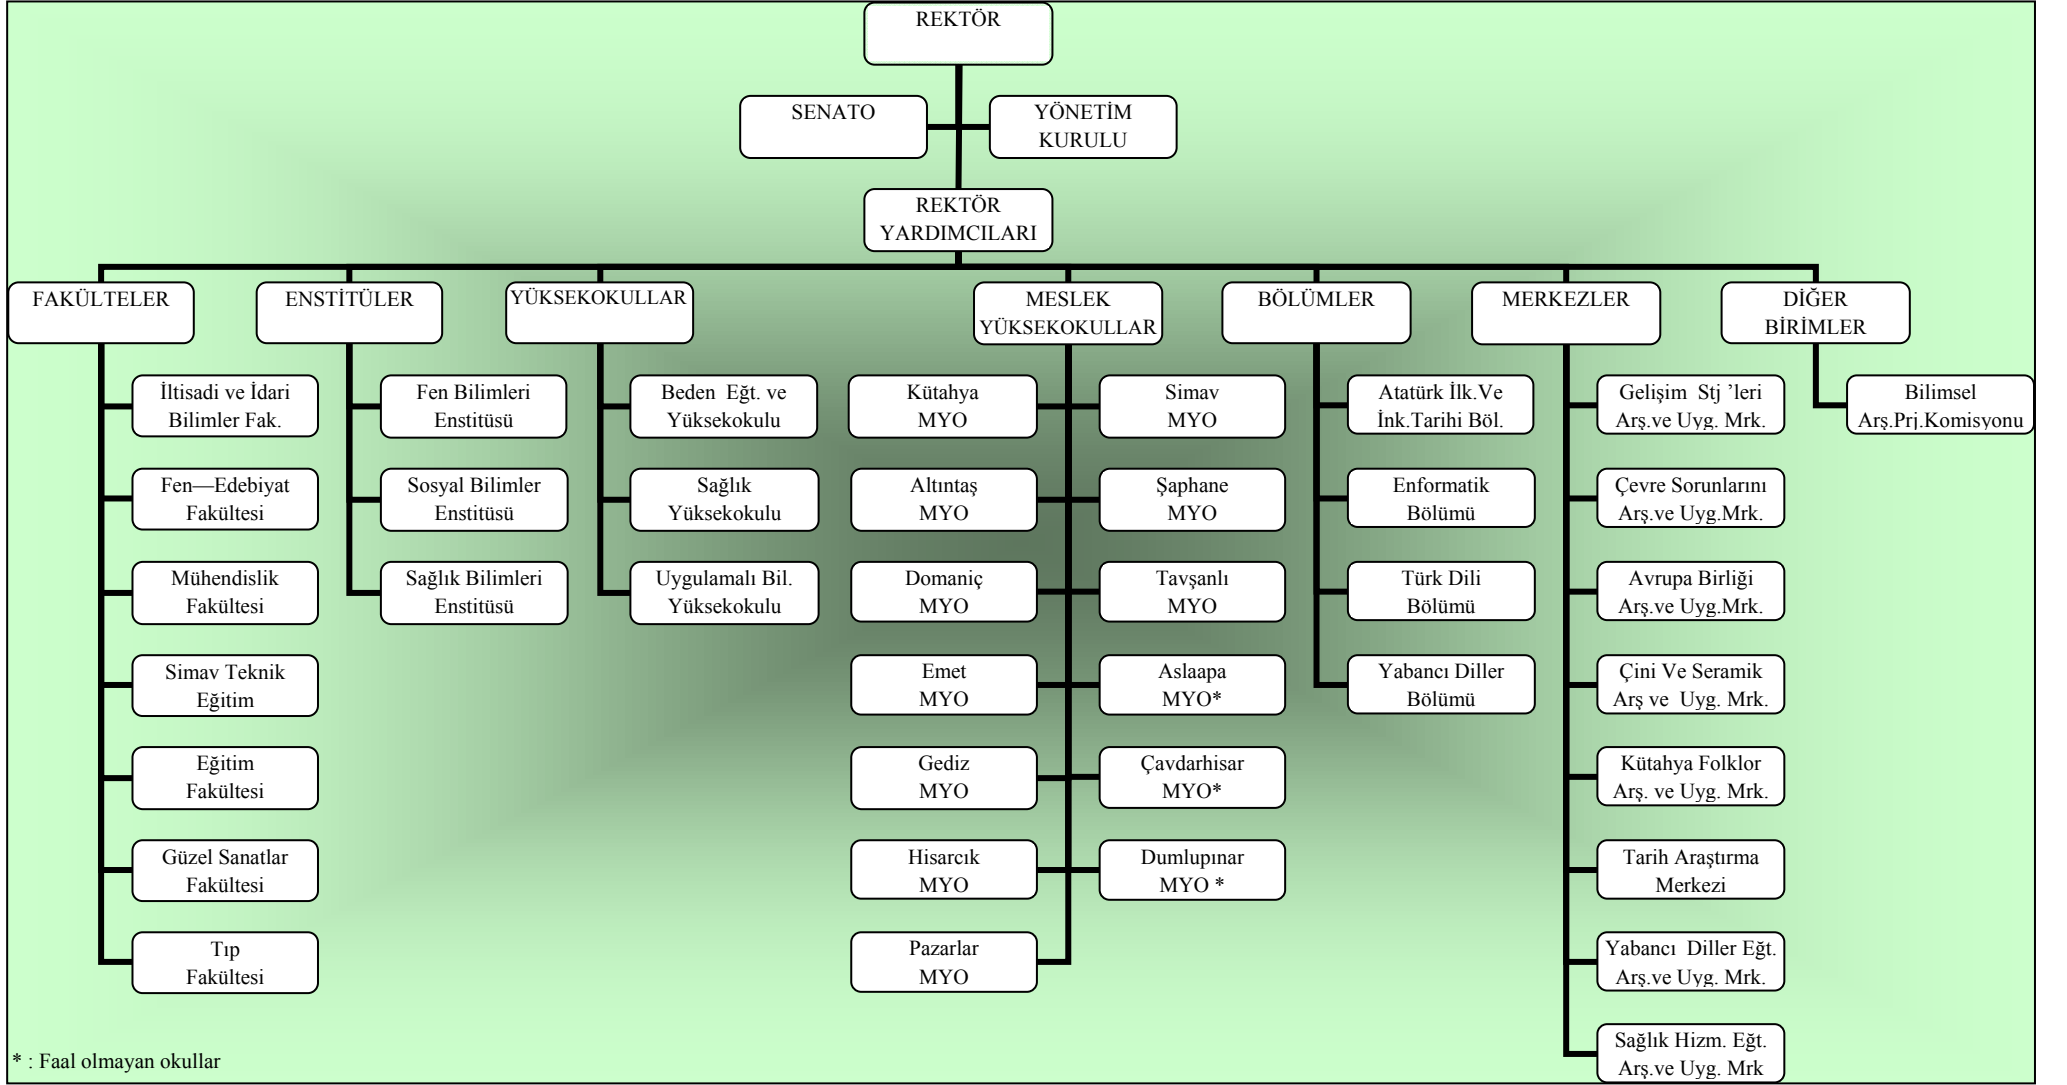 REKTÖR
SENATO
YÖNETİM
KURULU
REKTÖR
YARDIMCILARI
FAKÜLTELER
İltisadi ve İdari
Bilimler Fak.
Fen—Edebiyat
Fakültesi
Mühendislik
Fakültesi
Simav Teknik
Eğitim
Eğitim
Fakültesi
Güzel Sanatlar
Fakültesi
Tıp
Fakültesi
ENSTİTÜLER
Fen Bilimleri
Enstitüsü
Sosyal Bilimler
Enstitüsü
Sağlık Bilimleri
Enstitüsü
YÜKSEKOKULLAR
Beden Eğt. ve
Yüksekokulu
Sağlık
Yüksekokulu
Uygulamalı Bil.
Yüksekokulu
MESLEK
YÜKSEKOKULLAR
Kütahya
MYO
Simav
MYO
Altıntaş
MYO
Şaphane
MYO
Domaniç
MYO
Tavşanlı
MYO
Emet
MYO
Aslaapa
MYO*
Gediz
MYO
Çavdarhisar
MYO*
Hisarcık
MYO
Dumlupınar
MYO *
Pazarlar
MYO
BÖLÜMLER
Atatürk İlk.Ve
İnk.Tarihi Böl.
Enformatik
Bölümü
Türk Dili
Bölümü
Yabancı Diller
Bölümü
MERKEZLER
Gelişim Stj ’leri
Arş.ve Uyg. Mrk.
Çevre Sorunlarını
Arş.ve Uyg.Mrk.
Avrupa Birliği
Arş.ve Uyg.Mrk.
Çini Ve Seramik
Arş ve Uyg. Mrk.
Kütahya Folklor
Arş. ve Uyg. Mrk.
Tarih Araştırma
Merkezi
Yabancı Diller Eğt.
Arş.ve Uyg. Mrk.
Sağlık Hizm. Eğt.
Arş.ve Uyg. Mrk
DİĞER
BİRİMLER
Bilimsel
Arş.Prj.Komisyonu
* : Faal olmayan okullar